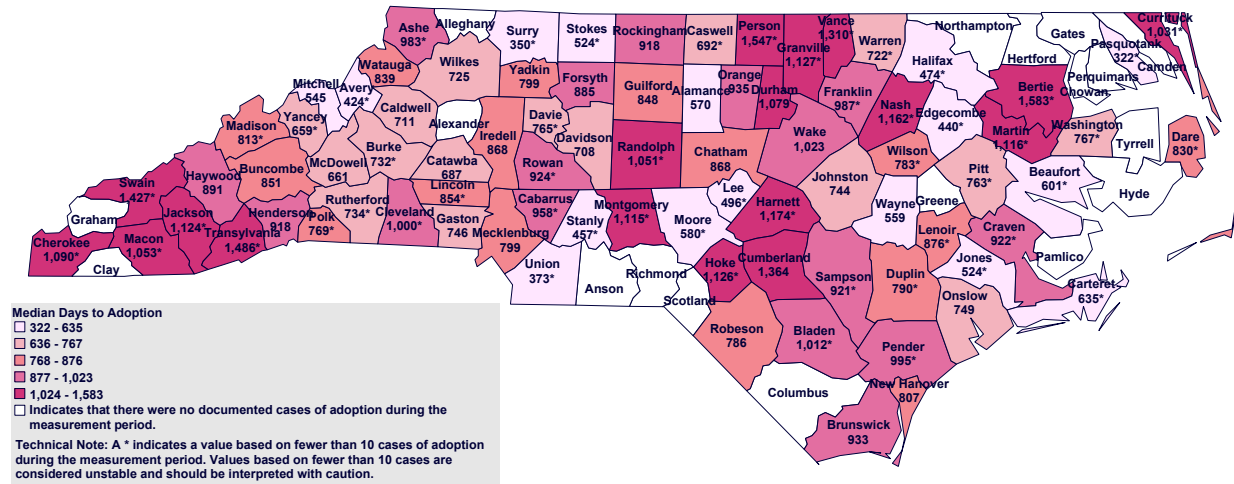 Ashe
983*
Alleghany
Surry
350*
Stokes
524*
Rockingham
918
Caswell
692*
Person
1,547*
Granville
1,127*
Vance
1,310*
Warren
722*
Northampton
Gates
Currituck
1,031*
Pasquotank
322*
Camden
Hertford
Perquimans
Chowan
Halifax
474*
Bertie
1,583*
Watauga
839
Wilkes
725
Yadkin
799
Forsyth
885
Guilford
848
Alamance
570
Orange
935
Durham
1,079
Franklin
987*
Nash
1,162*
Edgecombe
440*
Martin
1,116*
Washington
767*
Tyrrell
Dare
830*
Mitchell
545
Avery
424*
Caldwell
711
Alexander
Iredell
868
Davie
765*
Davidson
708
Randolph
1,051*
Chatham
868
Wake
1,023
Wilson
783*
Pitt
763*
Beaufort
601*
Hyde
Madison
813*
Yancey
659*
McDowell
661
Burke
732*
Catawba
687
Rowan
924*
Lee
496*
Johnston
744
Wayne
559
Greene
Swain
1,427*
Haywood
891
Buncombe
851
Rutherford
734*
Lincoln
854*
Cabarrus
958*
Stanly
457*
Montgomery
1,115*
Moore
580*
Harnett
1,174*
Lenoir
876*
Craven
922*
Graham
Jackson
1,124*
Henderson
918
Polk
769*
Cleveland
1,000*
Gaston
746
Mecklenburg
799
Cherokee
1,090*
Macon
1,053*
Transylvania
1,486*
Clay
Union
373*
Anson
Richmond
Scotland
Hoke
1,126*
Cumberland
1,364
Sampson
921*
Duplin
790*
Jones
524*
Pamlico
Carteret
635*
Onslow
749
Robeson
786
Bladen
1,012*
Pender
995*
Columbus
New Hanover
807
Brunswick
933
Median Days to Adoption
322 - 635
636 - 767
768 - 876
877 - 1,023
1,024 - 1,583
Indicates that there were no documented cases of adoption during the
measurement period.
Technical Note: A * indicates a value based on fewer than 10 cases of adoption
during the measurement period. Values based on fewer than 10 cases are
considered unstable and should be interpreted with caution.